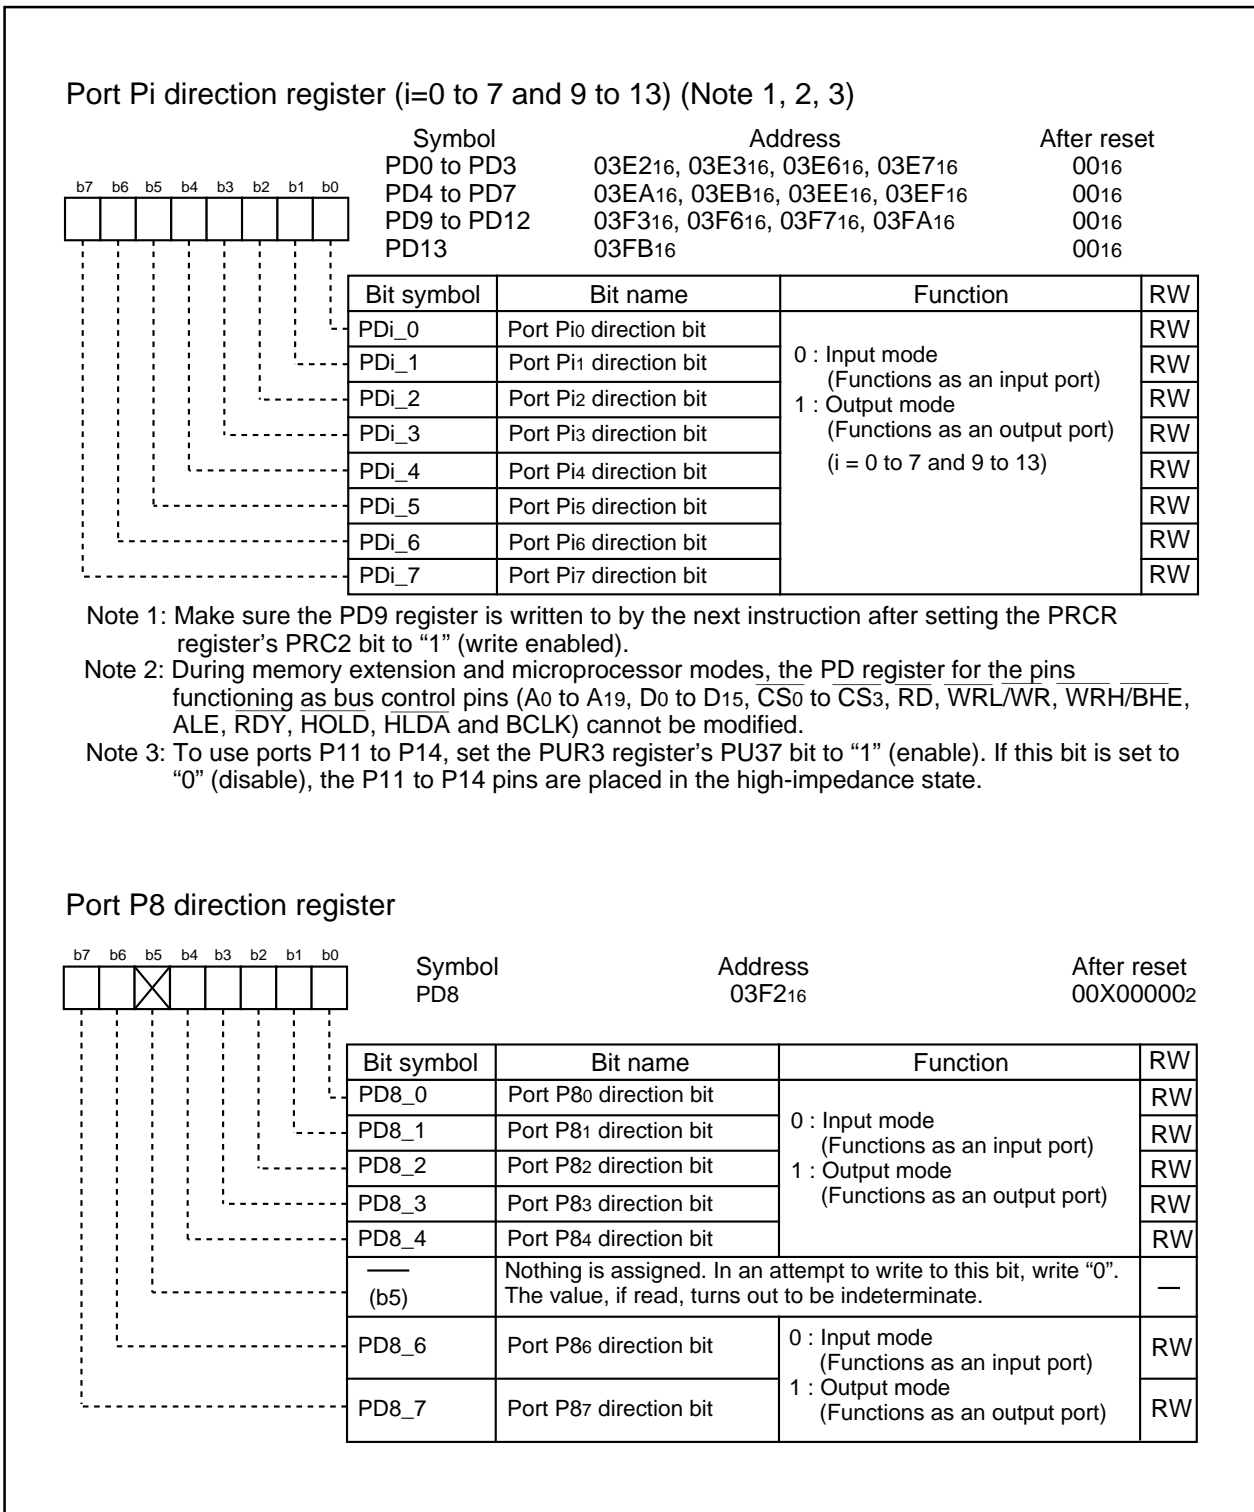 Port Pi direction register (i=0 to 7 and 9 to 13) (Note 1, 2, 3)
Symbol Address After reset
PD0 to PD3 03E216, 03E316, 03E616, 03E716 0016
PD4 to PD7 03EA16, 03EB16, 03EE16, 03EF16 0016
PD9 to PD12 03F316, 03F616, 03F716, 03FA16 0016
PD13 03FB16 0016
b7 b6 b5 b4 b3 b2 b1 b0
Bit symbol Bit name Function RW
PDi_0 Port Pi0 direction bit RW
PDi_1 Port Pi1 direction bit RW
PDi_2 Port Pi2 direction bit RW
PDi_3 Port Pi3 direction bit RW
PDi_4 Port Pi4 direction bit RW
PDi_5 Port Pi5 direction bit RW
PDi_6 Port Pi6 direction bit RW
PDi_7 Port Pi7 direction bit RW
0 : Input mode
(Functions as an input port)
1 : Output mode
(Functions as an output port)
(i = 0 to 7 and 9 to 13)
Note 1: Make sure the PD9 register is written to by the next instruction after setting the PRCR
register’s PRC2 bit to “1” (write enabled).
Note 2: During memory extension and microprocessor modes, the PD register for the pins
functioning as bus control pins (A0 to A19, D0 to D15, CS0 to CS3, RD, WRL/WR, WRH/BHE,
ALE, RDY, HOLD, HLDA and BCLK) cannot be modified.
Note 3: To use ports P11 to P14, set the PUR3 register’s PU37 bit to “1” (enable). If this bit is set to
“0” (disable), the P11 to P14 pins are placed in the high-impedance state.
Port P8 direction register
b7 b6 b5 b4 b3 b2 b1 b0
Symbol Address After reset
PD8 03F216 00X000002
Bit symbol Bit name Function RW
PD8_0 Port P80 direction bit RW
PD8_1 Port P81 direction bit RW
PD8_2 Port P82 direction bit RW
PD8_3 Port P83 direction bit RW
PD8_4 Port P84 direction bit RW
0 : Input mode
(Functions as an input port)
1 : Output mode
(Functions as an output port)
(b5)
Nothing is assigned. In an attempt to write to this bit, write “0”.
The value, if read, turns out to be indeterminate. —
PD8_6 Port P86 direction bit RW
PD8_7 Port P87 direction bit RW
0 : Input mode
(Functions as an input port)
1 : Output mode
(Functions as an output port)